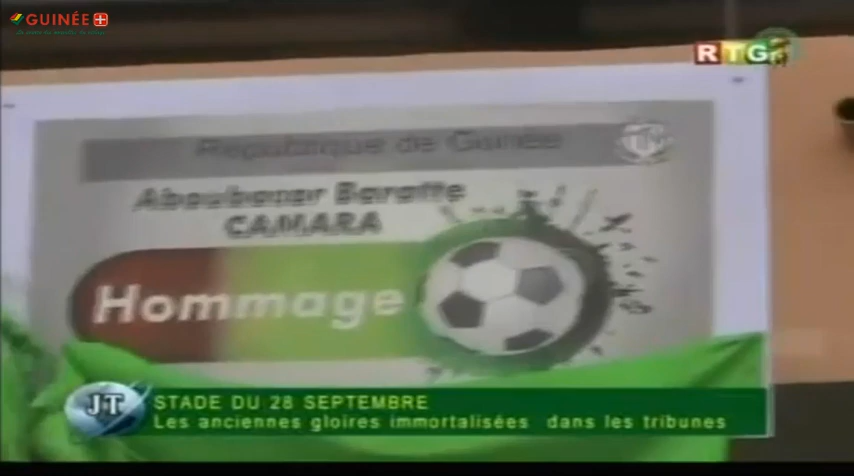 GUINÉE
RTG
République de Guinée
Aboubacar
CAMARA
Hommage
JT
STADE DU 28 SEPTEMBRE
Les anciennes gloires immortalisées dans les tribunes